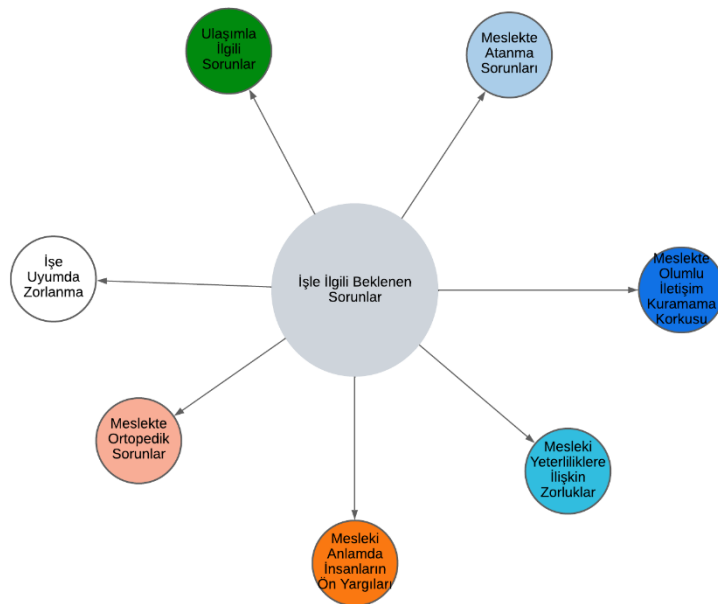 Ulaşımla
İlgili
Sorunlar
Meslekte
Atanma
Sorunları
İşe
Uyumda
Zorlanma
İşle İlgili Beklenen
Sorunlar
Meslekte
Olumlu
İletişim
Kuramama
Korkusu
Meslekte
Ortopedik
Sorunlar
Mesleki
Yeterliliklere
İlişkin
Zorluklar
Mesleki
Anlamda
İnsanların
Ön Yargıları